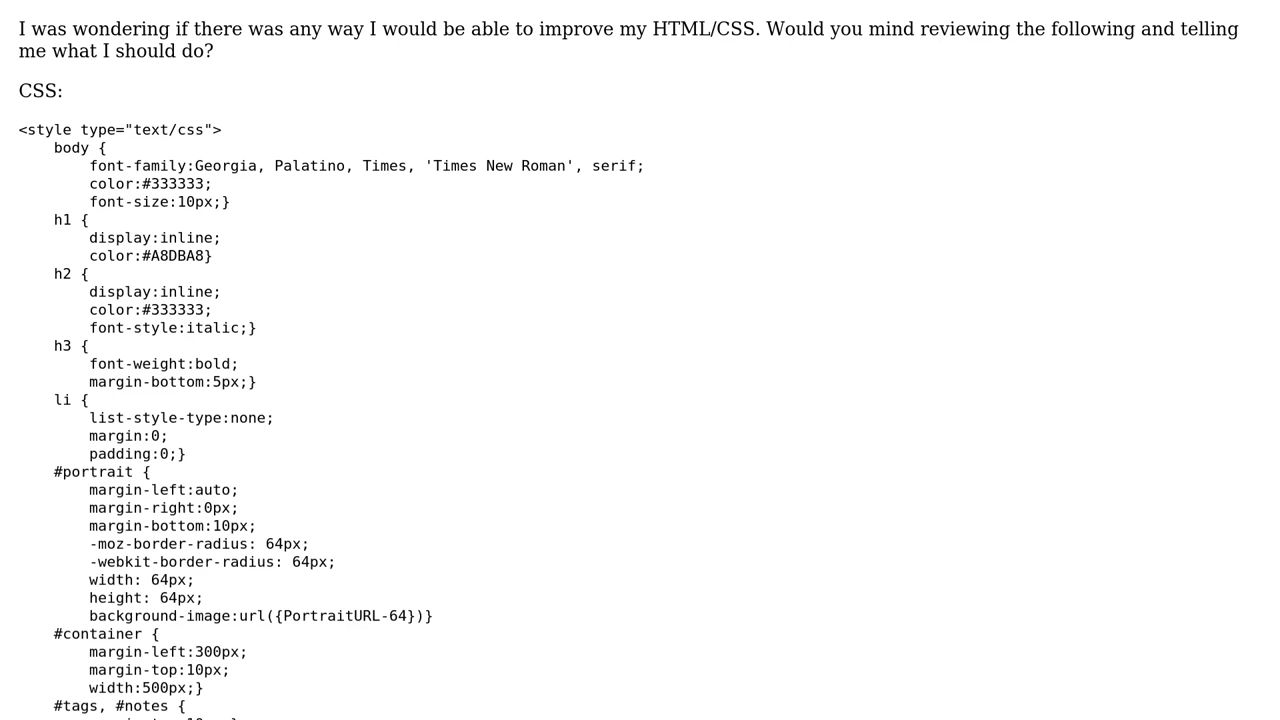 I was wondering if there was any way I would be able to improve my HTML/CSS. Would you mind reviewing the following and telling
me what I should do?
CSS:
<style type="text/css">
    body {
        font-family:Georgia, Palatino, Times, 'Times New Roman', serif;
        color:#333333;
        font-size:10px;}
    h1 {
        display:inline;
        color:#A8DBA8}
    h2 {
        display:inline;
        color:#333333;
        font-style:italic;}
    h3 {
        font-weight:bold;
        margin-bottom:5px;}
    li {
        list-style-type:none;
        margin:0;
        padding:0;}
    #portrait {
        margin-left:auto;
        margin-right:0px;
        margin-bottom:10px;
        -moz-border-radius: 64px;
        -webkit-border-radius: 64px;
        width: 64px;
        height: 64px;
        background-image:url({PortraitURL-64})}
    #container {
        margin-left:300px;
        margin-top:10px;
        width:500px;}
    #tags, #notes {